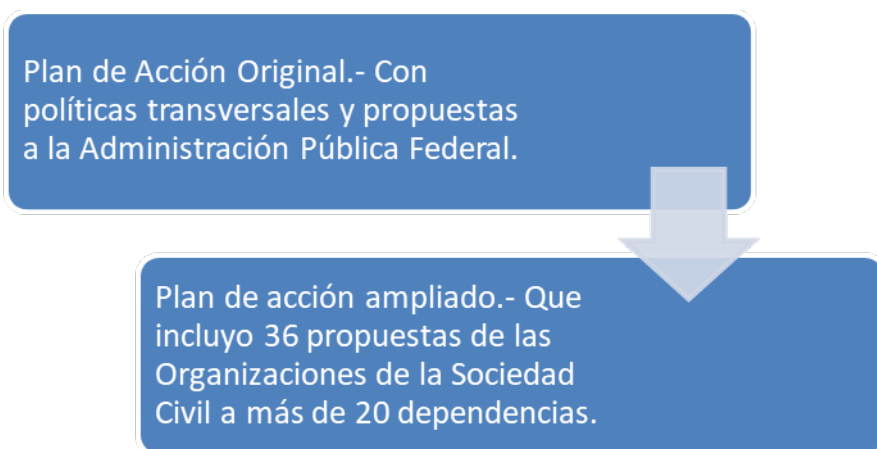 Plan de Acción Original.- Con
políticas transversales y propuestas
a la Administración Pública Federal.
Plan de acción ampliado.- Que
incluyo 36 propuestas de las
Organizaciones de la Sociedad
Civil a más de 20 dependencias.